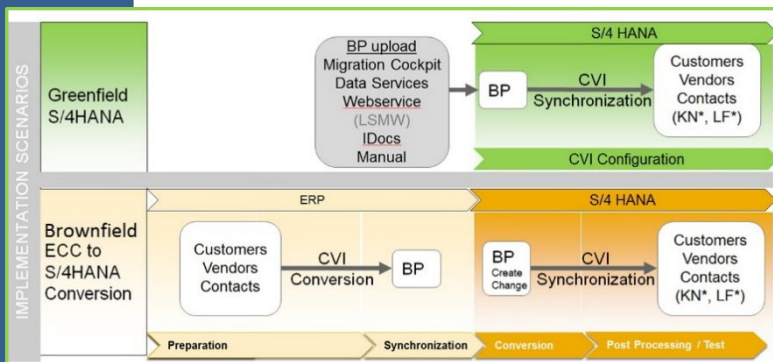 IMPLEMENTATION SCENARIOS
Greenfield
S/4HANA
BP upload
Migration Cockpit
Data Services
Webservice
(LSMW)
IDocs
Manual
S/4 HANA
BP
CVI
Synchronization
Customers
Vendors
Contacts
(KN*, LF*)
CVI Configuration
Brownfield
ECC to
S/4HANA
Conversion
ERP
Customers
Vendors
Contacts
CVI
Conversion
BP
S/4 HANA
BP
Create
Change
CVI
Synchronization
Customers
Vendors
Contacts
(KN*, LF*)
Preparation
Synchronization
Conversion
Post Processing / Test